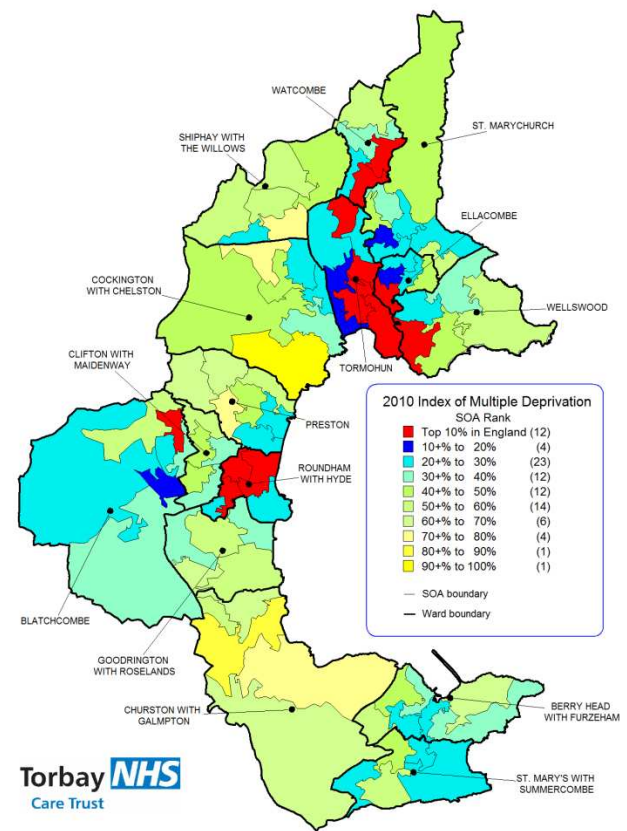 WATCOMBE
SHIPHAY WITH
THE WILLOWS
ST. MARYCHURCH
ELLACOMBE
COCKINGTON
WITH CHELSTON
WELLSWOOD
TORMOHUN
CLIFTON WITH
MAIDENWAY
PRESTON
ROUNDHAM
WITH HYDE
2010 Index of Multiple Deprivation
SOA Rank
Top 10% in England (12)
10+% to 20% (4)
20+% to 30% (23)
30+% to 40% (12)
40+% to 50% (12)
50+% to 60% (14)
60+% to 70% (6)
70+% to 80% (4)
80+% to 90% (1)
90+% to 100% (1)
SOA boundary
Ward boundary
BLATCHCOMBE
GOODRINGTON
WITH ROSELANDS
CHURSTON WITH
GALMPTON
BERRY HEAD
WITH FURZEHAM
ST. MARY'S WITH
SUMMERCOMBE
Torbay NHS
Care Trust